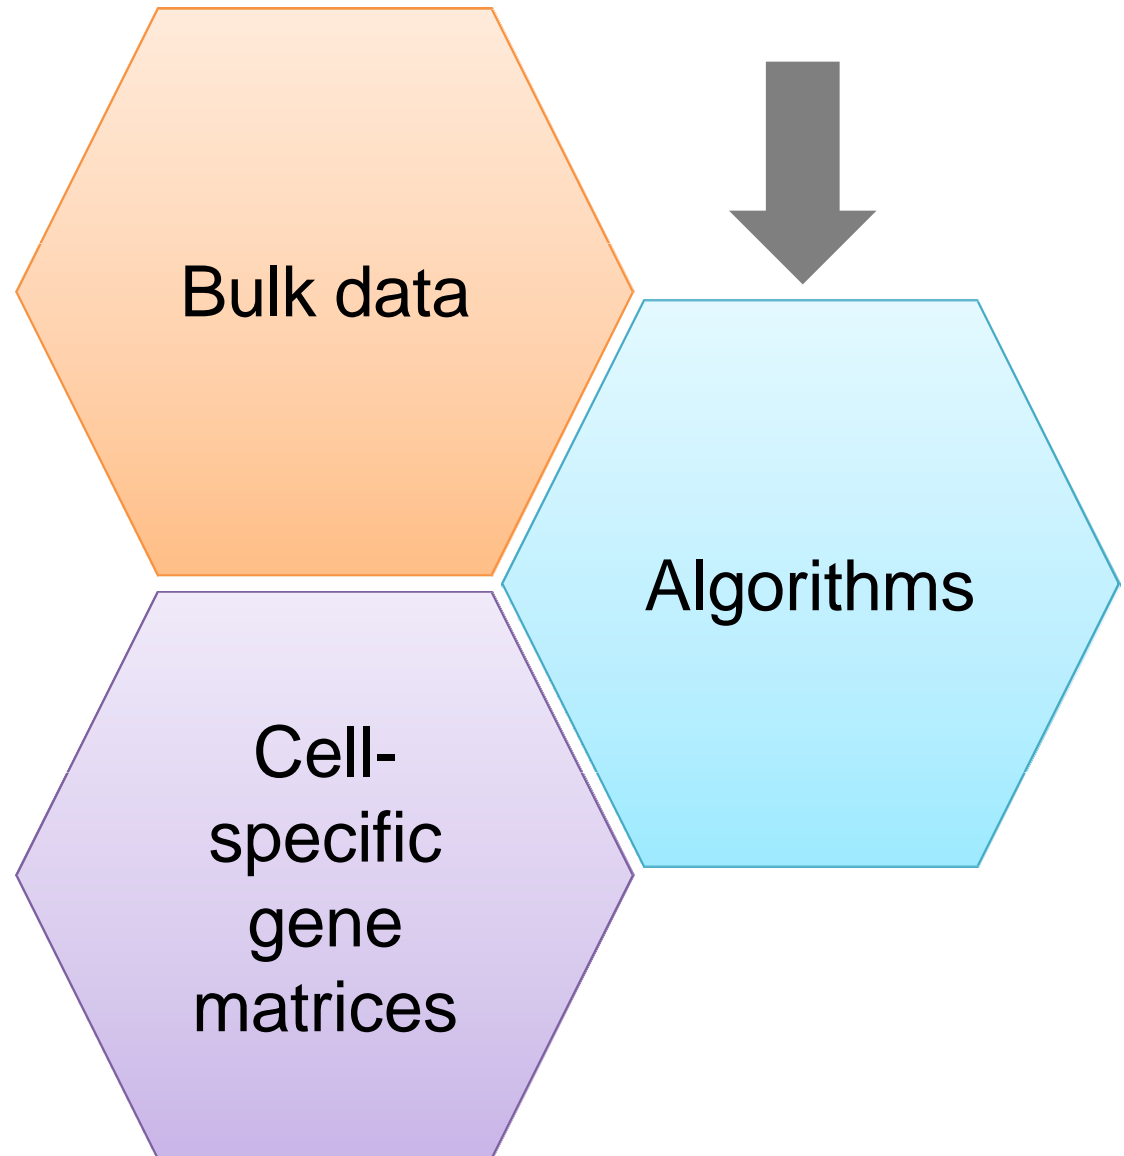 Bulk data
Algorithms
Cell-
specific
gene
matrices